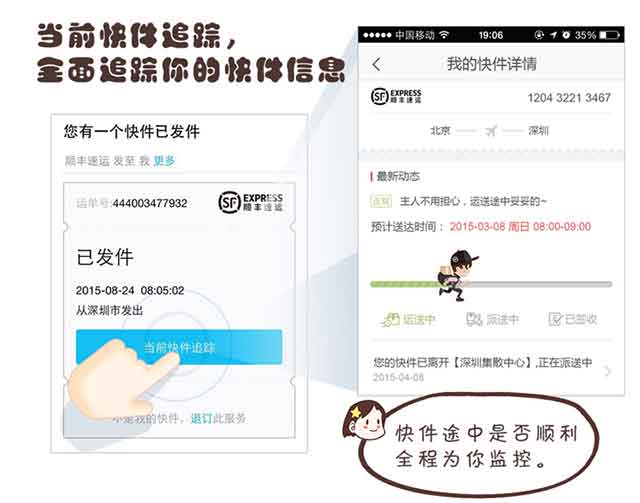 当前快件追踪，
全面追踪你的快件信息
您有一个快件已发件
顺丰速运 发至 我 更多
运单号:444003477932
SF EXPRESS
顺丰速运
已发件
2015-08-24 08:05:02
从深圳市发出
当前快件追踪
不是我的快件，退订此服务
中国移动 19:06 35%
我的快件详情
SF EXPRESS
顺丰速运
1204 3221 3467
北京 深圳
最新动态
正常 主人不用担心，运送途中妥妥的~
预计送达时间： 2015-03-08 周日 08:00-09:00
运送中 派送中 已签收
您的快件已离开【深圳集散中心】,正在派送中
2015-04-08
快件途中是否顺利
全程为你监控。